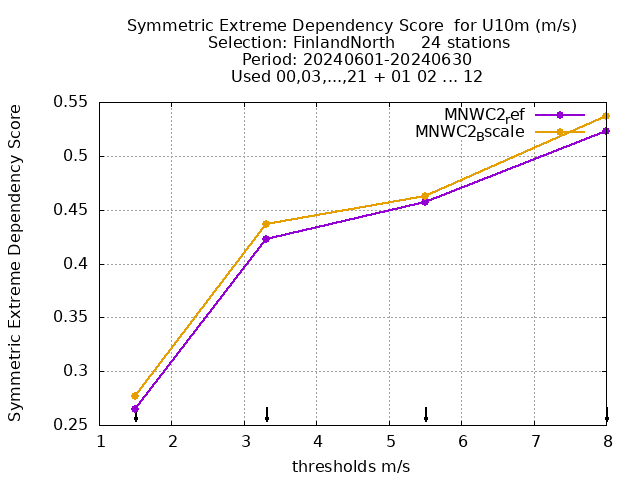 Symmetric Extreme Dependency Score  for U10m (m/s)
Selection: FinlandNorth     24 stations
Period: 20240601-20240630
Used 00,03,...,21 + 01 02 ... 12
Symmetric Extreme Dependency Score
MNWC2ref
MNWC2Bscale
0.55
0.5
0.45
0.4
0.35
0.3
0.25
1 2 3 4 5 6 7 8
thresholds m/s